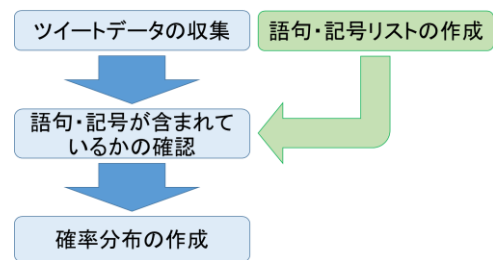 ツイートデータの収集
語句・記号リストの作成
語句・記号が含まれて
いるかの確認
確率分布の作成